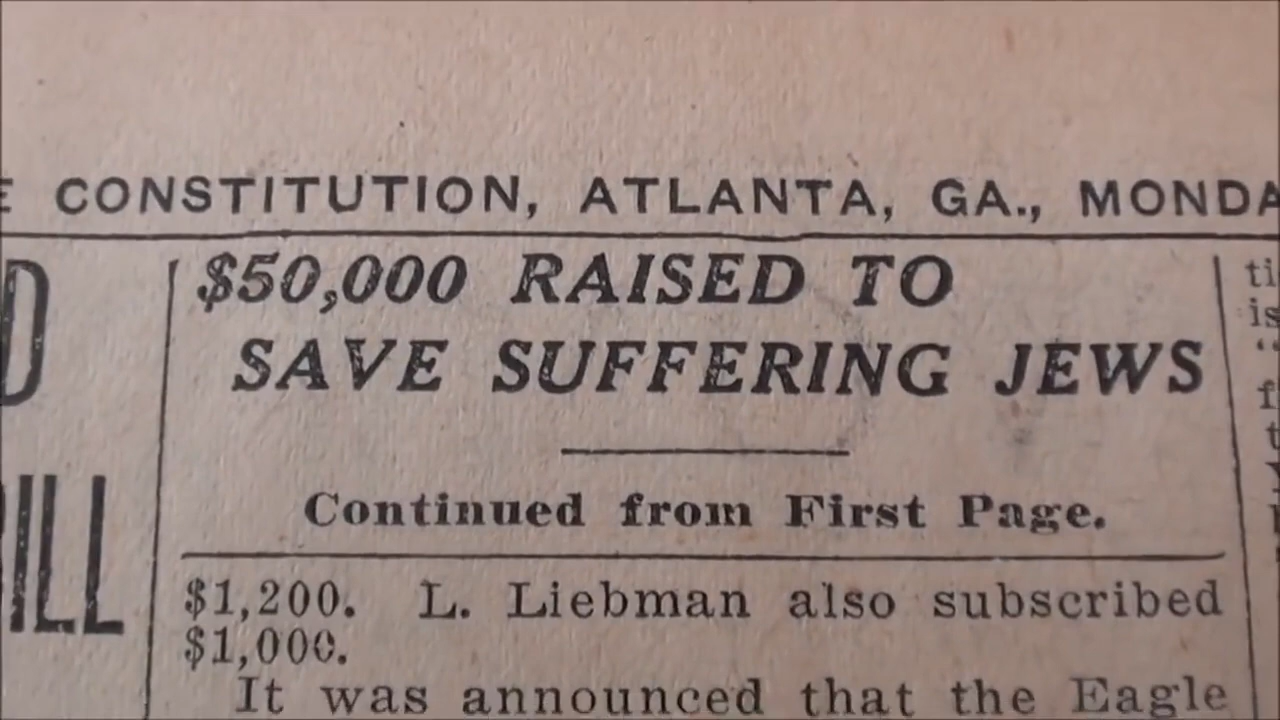 CONSTITUTION, ATLANTA, GA.,
$50,000 RAISED TO
SAVE SUFFERING JEWS
Continued from First Page.
$1,200. L. Liebman also subscribed
$1,000.
It was announced that the Eagle